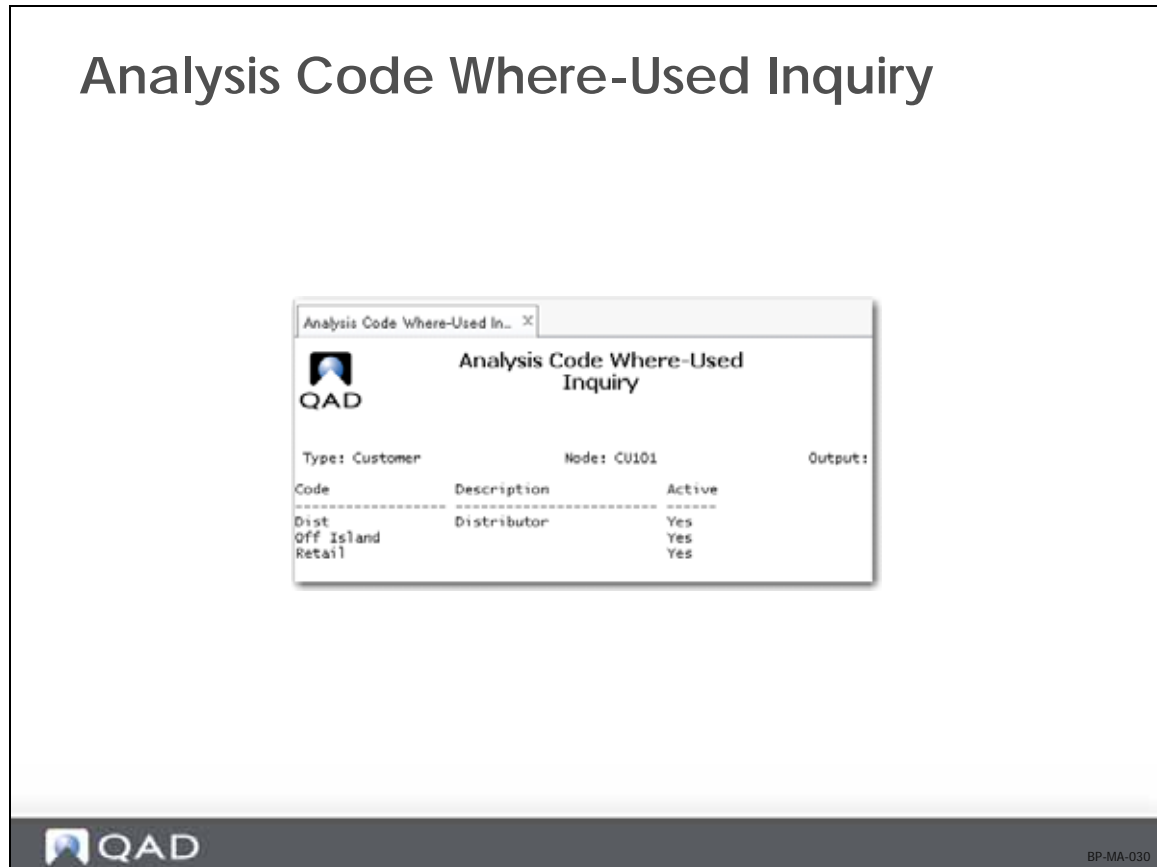 Analysis Code Where-Used Inquiry
Analysis Code Where-Used In…
QAD
Analysis Code Where-Used
Inquiry
Type: Customer Node: CU101 Output:
Code Description Active
------------------ ------------------------ ------
Dist Distributor Yes
Off Island Yes
Retail Yes
QAD
BP-MA-030